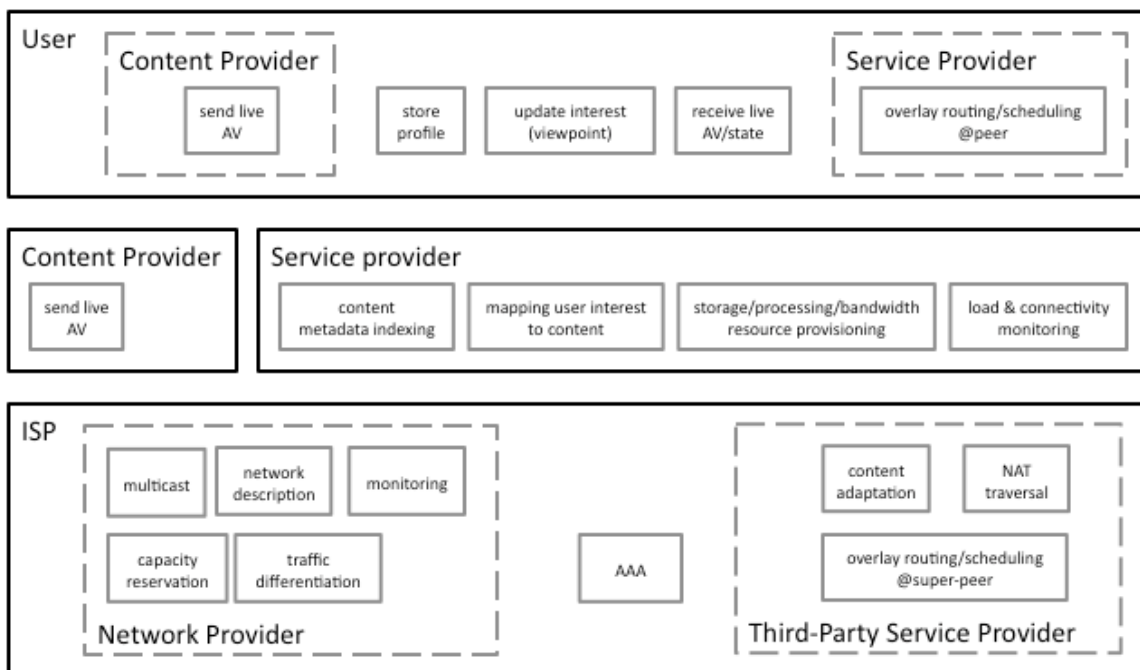 User
Content Provider
send live
AV
store
profile
update interest
(viewpoint)
receive live
AV/state
Service Provider
overlay routing/scheduling
@peer
Content Provider
send live
AV
Service provider
content
metadata indexing
mapping user interest
to content
storage/processing/bandwidth
resource provisioning
load & connectivity
monitoring
ISP
multicast
network
description
monitoring
capacity
reservation
traffic
differentiation
Network Provider
AAA
content
adaptation
NAT
traversal
overlay routing/scheduling
@super-peer
Third-Party Service Provider